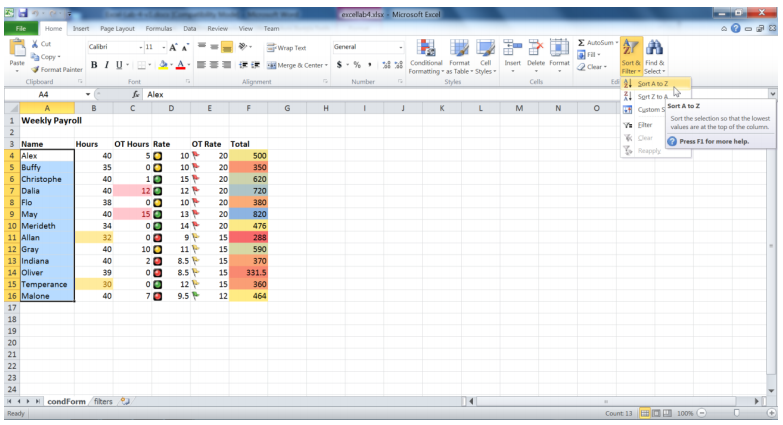 excellab4.xlsx - Microsoft Excel
File Home Insert Page Layout Formulas Data Review View Team
Paste
Cut
Copy
Format Painter
Clipboard
Calibri 11 A A
B I U A
Font
Wrap Text
Merge & Center
Alignment
General
$ % ,
Number
Conditional Formatting
Format as Table
Cell Styles
Styles
Insert Delete Format
Cells
Σ AutoSum
Fill
Clear
Sort & Filter
Find & Select
Sort A to Z
Sort Z to A
Custom S
Filter
Clear
Reapply
Sort A to Z
Sort the selection so that the lowest
values are at the top of the column.
Press F1 for more help.
A4 fx Alex
A B C D E F G H I J K L M N O
1 Weekly Payroll
2
3 Name Hours OT Hours Rate OT Rate Total
4 Alex 40 5 10 20 500
5 Buffy 35 0 10 20 350
6 Christophe 40 1 15 20 620
7 Dalia 40 12 12 20 720
8 Flo 38 0 10 20 380
9 May 40 15 13 20 820
10 Merideth 34 0 14 20 476
11 Allan 32 0 9 15 288
12 Gray 40 10 11 15 590
13 Indiana 40 2 8.5 15 370
14 Oliver 39 0 8.5 15 331.5
15 Temperance 30 0 12 15 360
16 Malone 40 7 9.5 12 464
17
18
19
20
21
22
23
24
condForm filters
Ready Count: 13 100%